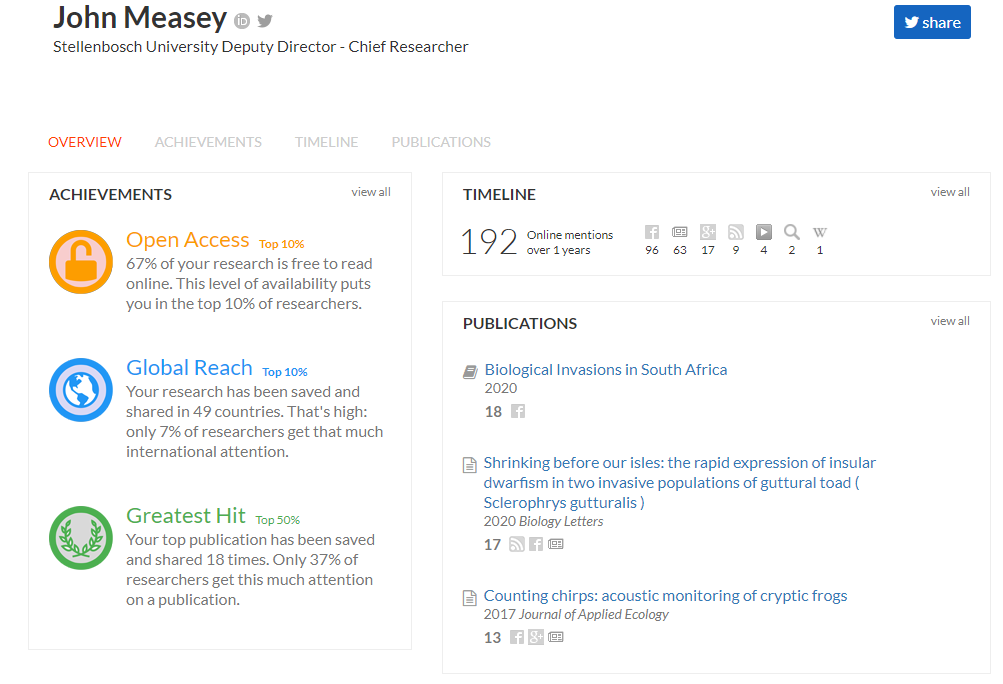 John Measey iD
Stellenbosch University Deputy Director - Chief Researcher
share
OVERVIEW ACHIEVEMENTS TIMELINE PUBLICATIONS
ACHIEVEMENTS view all
Open Access Top 10%
67% of your research is free to read
online. This level of availability puts
you in the top 10% of researchers.
Global Reach Top 10%
Your research has been saved and
shared in 49 countries. That's high:
only 7% of researchers get that much
international attention.
Greatest Hit Top 50%
Your top publication has been saved
and shared 18 times. Only 37% of
researchers get this much attention
on a publication.
TIMELINE view all
192 Online mentions
over 1 years
f g+ W
96 63 17 9 4 2 1
PUBLICATIONS view all
Biological Invasions in South Africa
2020
18 f
Shrinking before our isles: the rapid expression of insular
dwarfism in two invasive populations of guttural toad (
Sclerophrys gutturalis )
2020 Biology Letters
17 f
Counting chirps: acoustic monitoring of cryptic frogs
2017 Journal of Applied Ecology
13 f g+